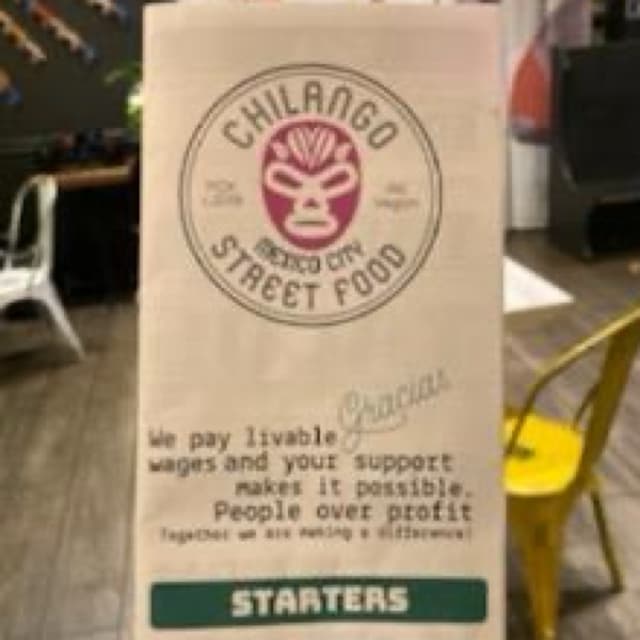 CHILANGO
MEXICO CITY
STREET FOOD
Gracias
We pay livable
wages and your support
makes it possible.
People over profit
Together we are making a difference!
STARTERS